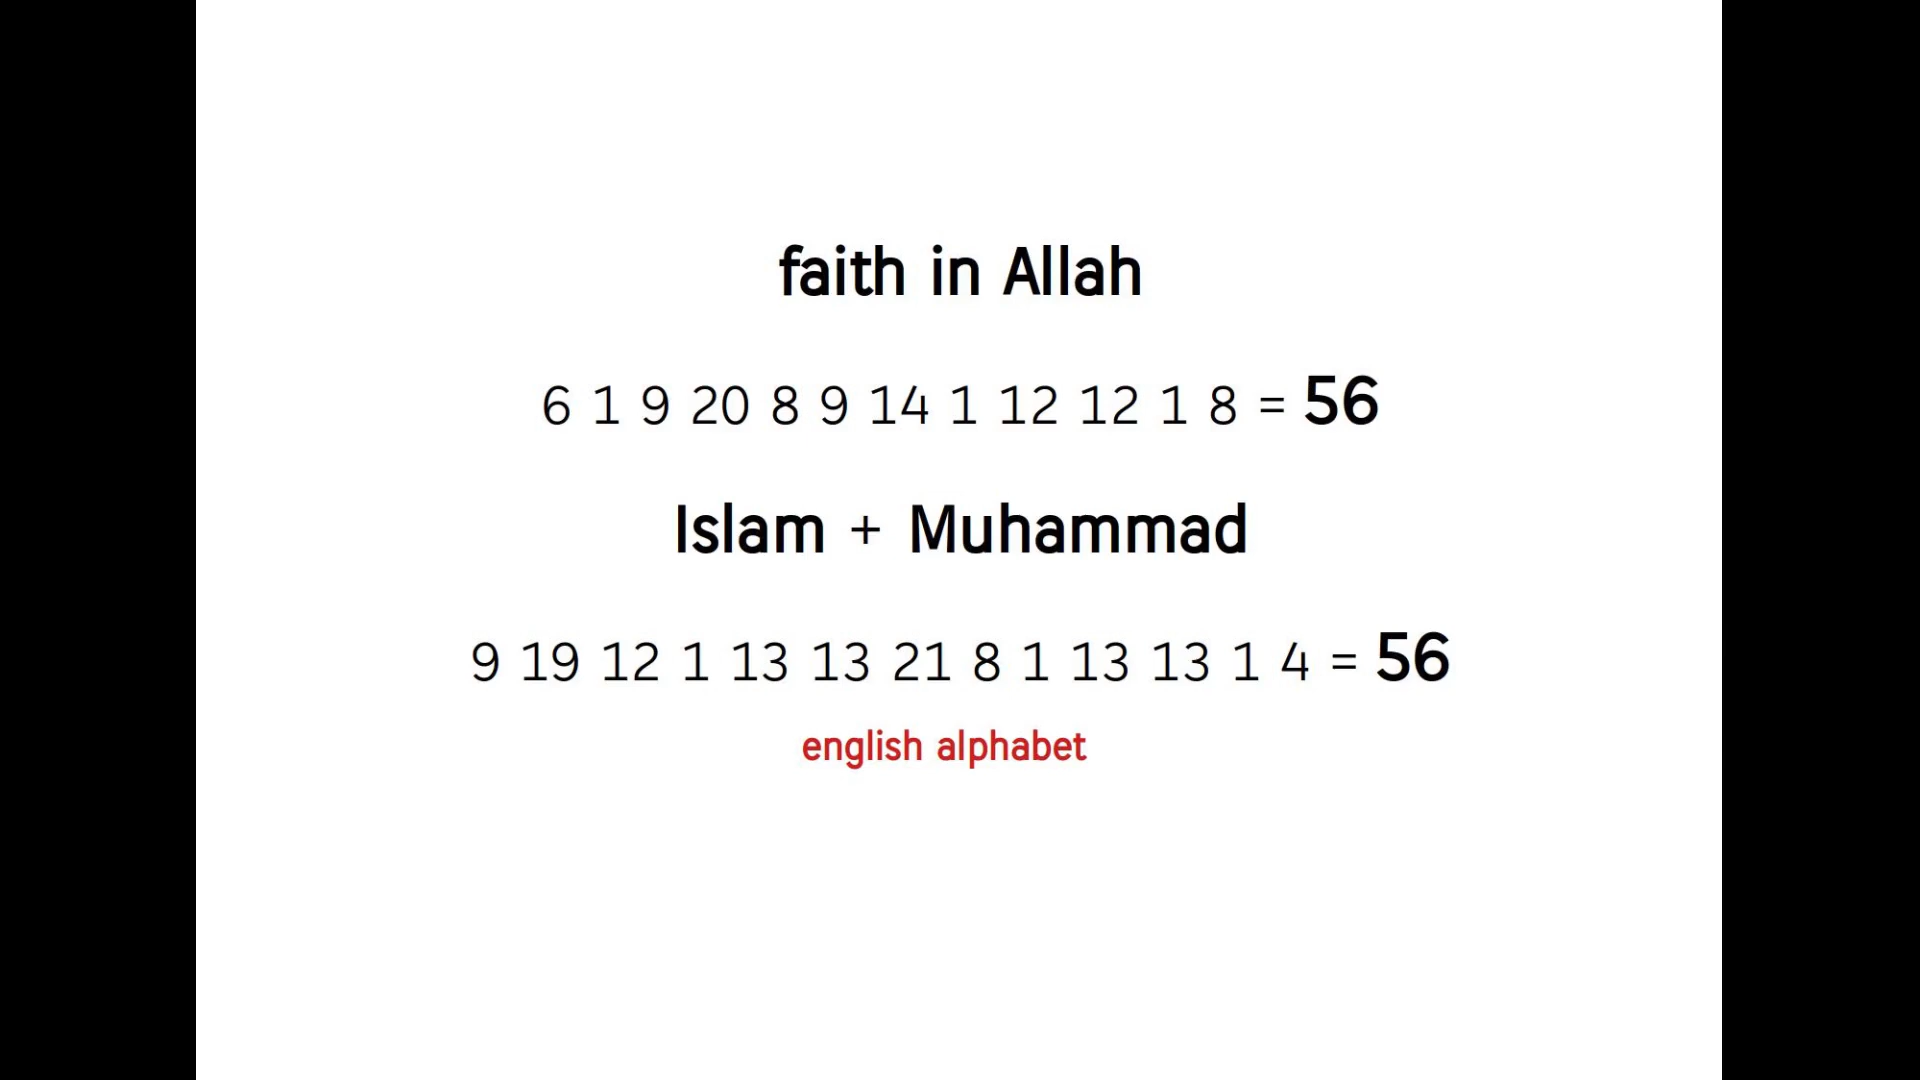 faith in Allah
6 1 9 20 8 9 14 1 12 12 1 8 = 56
Islam + Muhammad
9 19 12 1 13 13 21 8 1 13 13 1 4 = 56
english alphabet